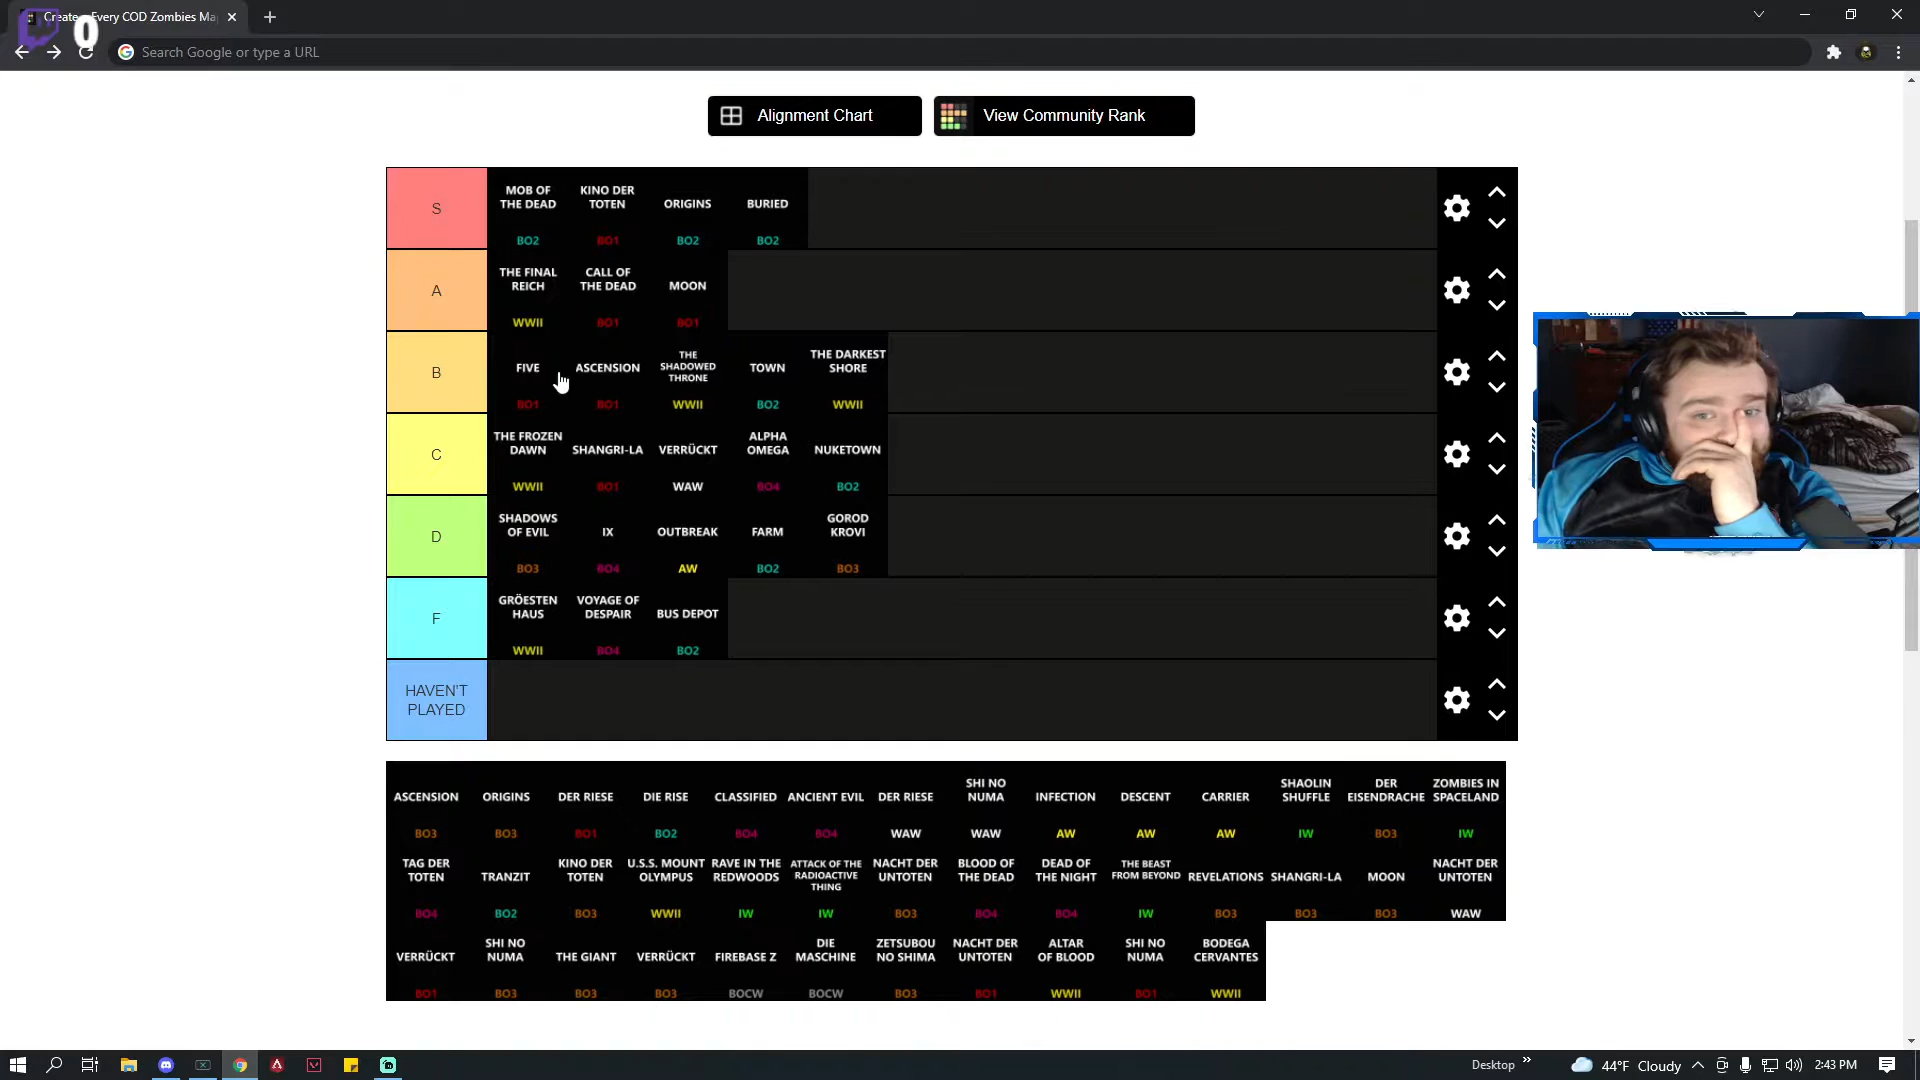 Create a Every COD Zombies Ma
0
Search Google or type a URL
Alignment Chart
View Community Rank
S
MOB OF
THE DEAD
BO2
KINO DER
TOTEN
BO1
ORIGINS
BO2
BURIED
BO2
A
THE FINAL
REICH
WWII
CALL OF
THE DEAD
BO1
MOON
BO1
B
FIVE
BO1
ASCENSION
BO1
THE
SHADOWED
THRONE
WWII
TOWN
BO2
THE DARKEST
SHORE
WWII
C
THE FROZEN
DAWN
WWII
SHANGRI-LA
BO1
VERRÜCKT
WAW
ALPHA
OMEGA
BO4
NUKETOWN
BO2
D
SHADOWS
OF EVIL
BO3
IX
BO4
OUTBREAK
AW
FARM
BO2
GOROD
KROVI
BO3
F
GRÖESTEN
HAUS
WWII
VOYAGE OF
DESPAIR
BO4
BUS DEPOT
BO2
HAVEN'T
PLAYED
ASCENSION
BO3
ORIGINS
BO3
DER RIESE
BO1
DIE RISE
BO2
CLASSIFIED
BO4
ANCIENT EVIL
BO4
DER RIESE
WAW
SHI NO
NUMA
WAW
INFECTION
AW
DESCENT
AW
CARRIER
AW
SHAOLIN
SHUFFLE
IW
DER
EISENDRACHE
BO3
ZOMBIES IN
SPACELAND
IW
TAG DER
TOTEN
BO4
TRANZIT
BO2
KINO DER
TOTEN
BO3
U.S.S. MOUNT
OLYMPUS
WWII
RAVE IN THE
REDWOODS
IW
ATTACK OF THE
RADIOACTIVE
THING
IW
NACHT DER
UNTOTEN
BO3
BLOOD OF
THE DEAD
BO4
DEAD OF
THE NIGHT
BO4
THE BEAST
FROM BEYOND
IW
REVELATIONS
BO3
SHANGRI-LA
BO3
MOON
BO3
NACHT DER
UNTOTEN
WAW
VERRÜCKT
BO1
SHI NO
NUMA
BO3
THE GIANT
BO3
VERRÜCKT
BO3
FIREBASE Z
BOCW
DIE
MASCHINE
BOCW
ZETSUBOU
NO SHIMA
BO3
NACHT DER
UNTOTEN
BO1
ALTAR
OF BLOOD
WWII
SHI NO
NUMA
BO1
BODEGA
CERVANTES
WWII
Desktop
44°F Cloudy
2:43 PM